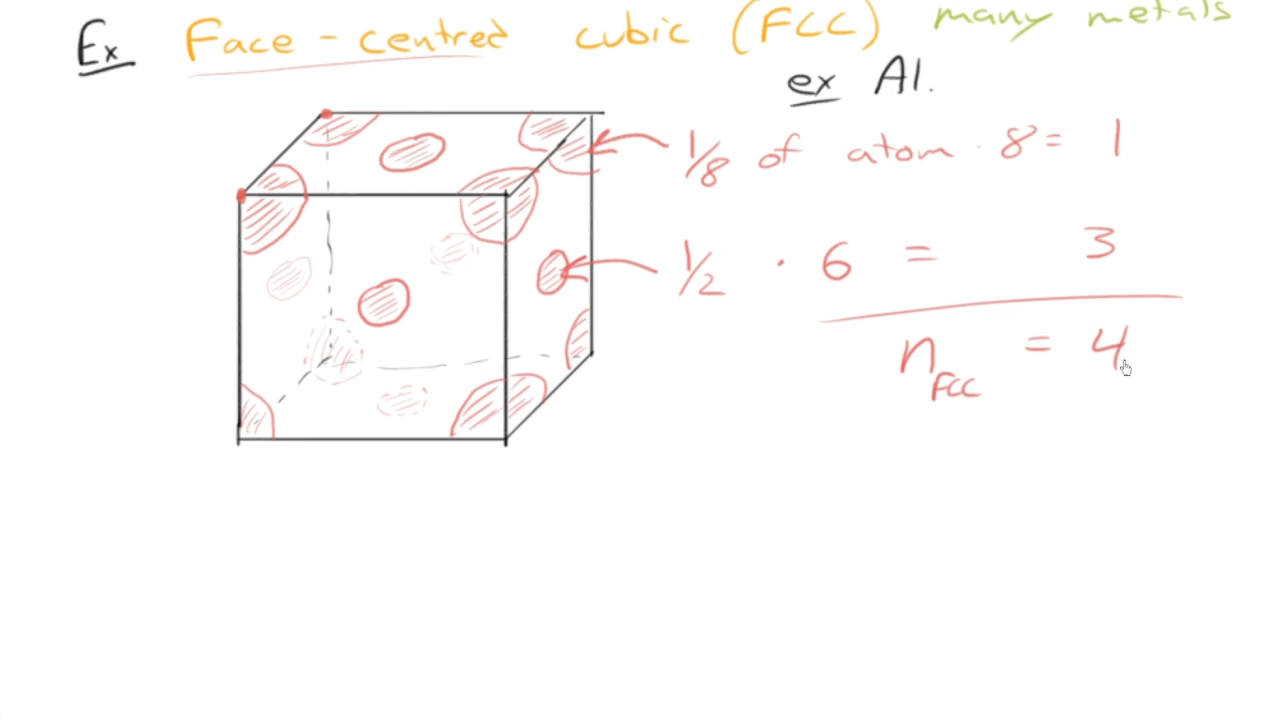 Ex Face-centred cubic (FCC) many metals
ex Al.
1/8 of atom · 8 = 1
1/2 · 6 = 3
n FCC = 4